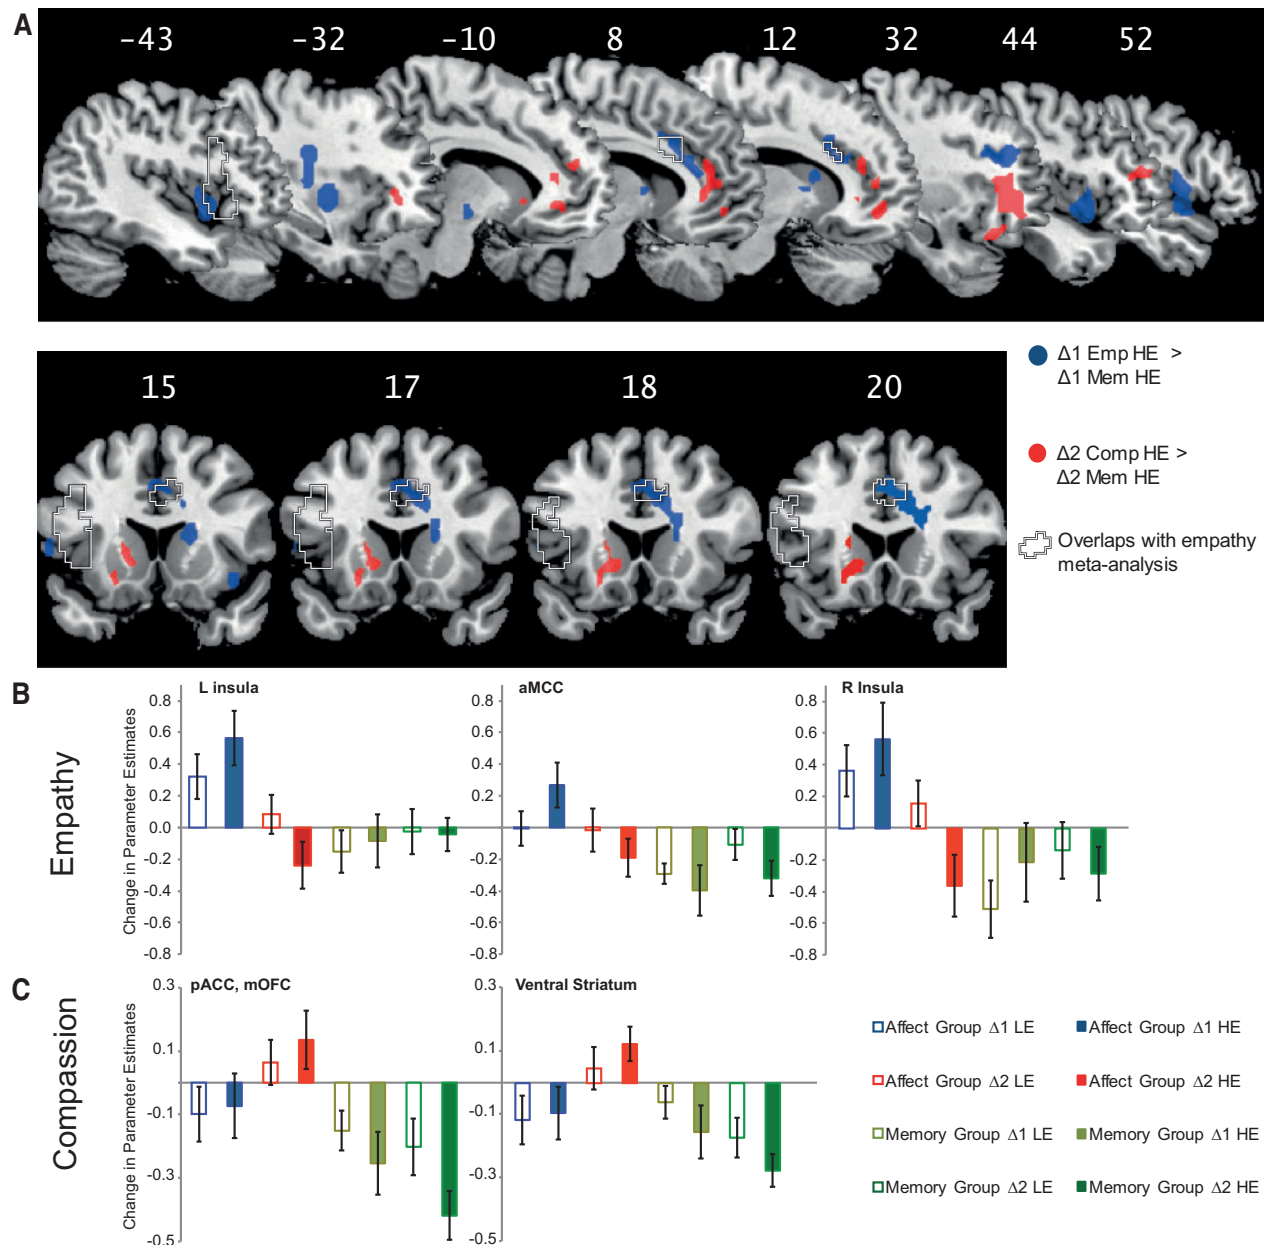 A
-43 -32 -10 8 12 32 44 52
Δ1 Emp HE >
Δ1 Mem HE
15 17 18 20
Δ2 Comp HE >
Δ2 Mem HE
Overlaps with empathy
meta-analysis
B
Empathy
Change in Parameter Estimates
L insula
0.8
0.6
0.4
0.2
0.0
-0.2
-0.4
-0.6
-0.8
aMCC
0.8
0.6
0.4
0.2
-0.2
-0.4
-0.6
-0.8
R Insula
0.8
0.6
0.4
0.2
-0.2
-0.4
-0.6
-0.8
C
Compassion
Change in Parameter Estimates
pACC, mOFC
0.3
0.1
-0.1
-0.3
-0.5
Ventral Striatum
0.3
0.1
-0.1
-0.3
-0.5
Affect Group Δ1 LE
Affect Group Δ1 HE
Affect Group Δ2 LE
Affect Group Δ2 HE
Memory Group Δ1 LE
Memory Group Δ1 HE
Memory Group Δ2 LE
Memory Group Δ2 HE